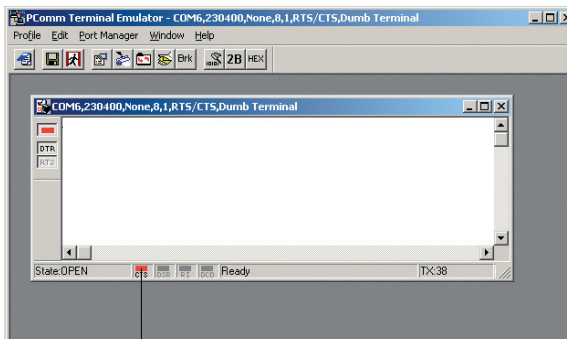 PComm Terminal Emulator - COM6,230400,None,8,1,RTS/CTS,Dumb Terminal
Profile Edit Port Manager Window Help
Brk 2B HEX
COM6,230400,None,8,1,RTS/CTS,Dumb Terminal
DTR
RTS
State:OPEN CTS DSR RI DCD Ready TX:38